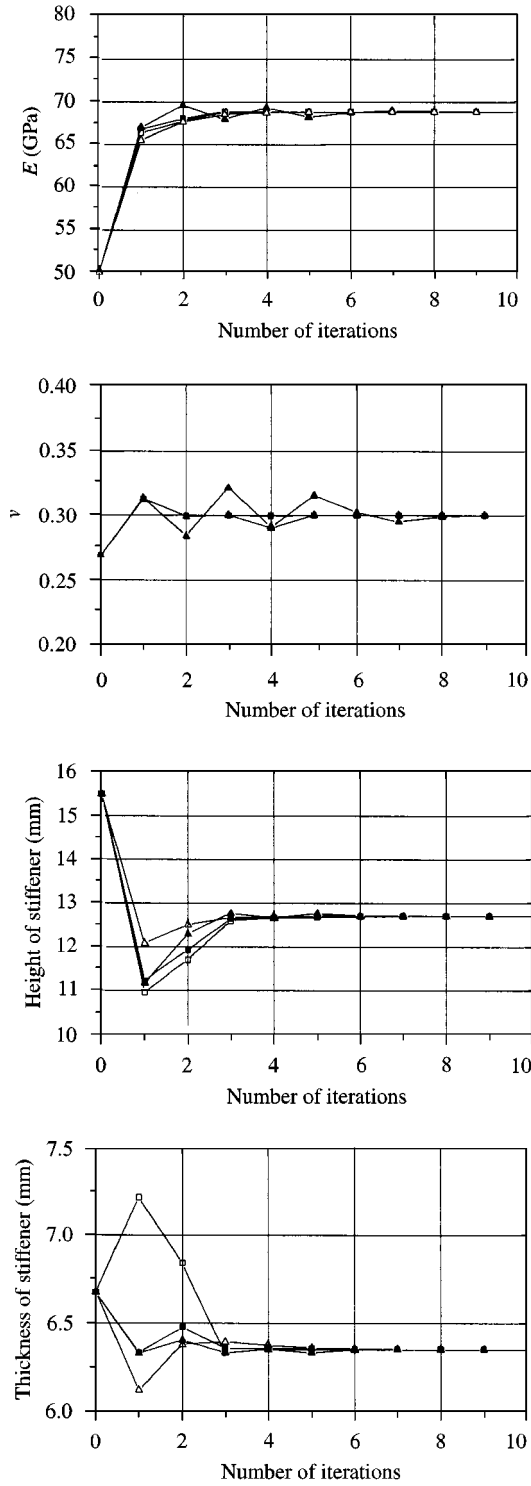 80
75
70
65
60
55
50
E (GPa)
0 2 4 6 8 10
Number of iterations
0.40
0.35
0.30
0.25
0.20
ν
0 2 4 6 8 10
Number of iterations
16
15
14
13
12
11
10
Height of stiffener (mm)
0 2 4 6 8 10
Number of iterations
7.5
7.0
6.5
6.0
Thickness of stiffener (mm)
0 2 4 6 8 10
Number of iterations